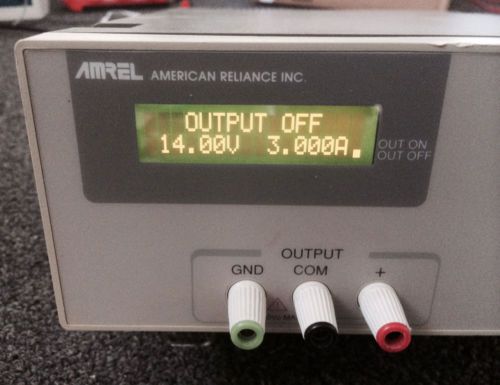 AMREL AMERICAN RELIANCE INC.
OUTPUT OFF
14.00V 3.000A
OUT ON
OUT OFF
OUTPUT
GND COM +